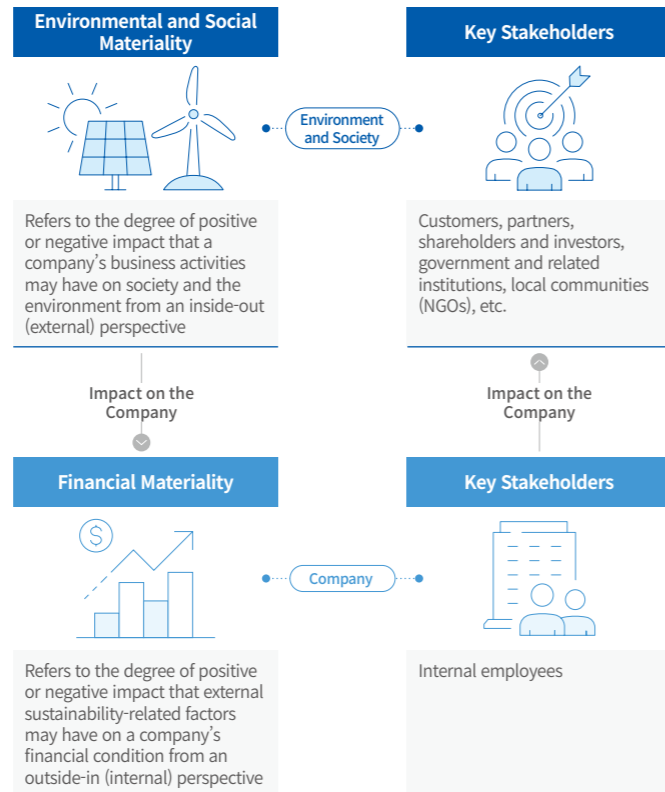 Environmental and Social
Materiality
Key Stakeholders
Environment
and Society
Refers to the degree of positive
or negative impact that a
company's business activities
may have on society and the
environment from an inside-out
(external) perspective
Customers, partners,
shareholders and investors,
government and related
institutions, local communities
(NGOs), etc.
Impact on the
Company
Impact on the
Company
Financial Materiality
Key Stakeholders
$
Company
Refers to the degree of positive
or negative impact that external
sustainability-related factors
may have on a company's
financial condition from an
outside-in (internal) perspective
Internal employees